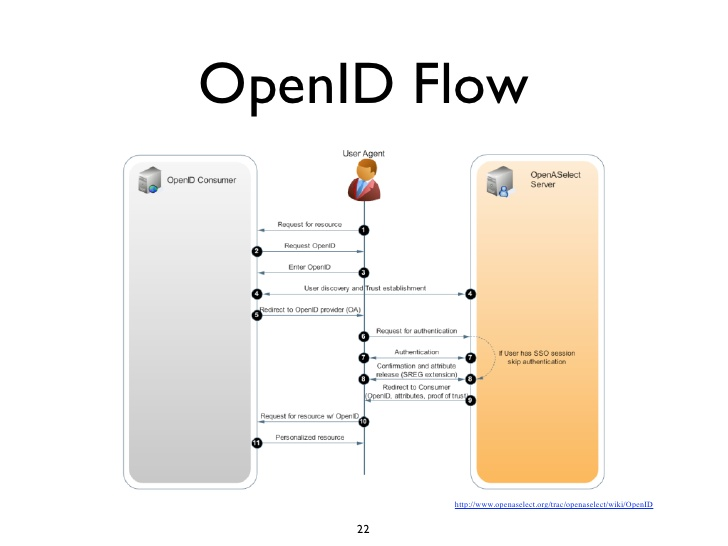 OpenID Flow
User Agent
OpenID Consumer
OpenASelect
Server
Request for resource
1
2
Request OpenID
Enter OpenID
3
4
User discovery and Trust establishment
4
5
Redirect to OpenID provider (OA)
6
Request for authentication
7
Authentication
7
If User has SSO session
skip authentication
8
Confirmation and attribute
release (SREG extension)
8
Redirect to Consumer
(OpenID, attributes, proof of trust)
9
Request for resource w/ OpenID
10
11
Personalized resource
http://www.openaselect.org/trac/openaselect/wiki/OpenID
22